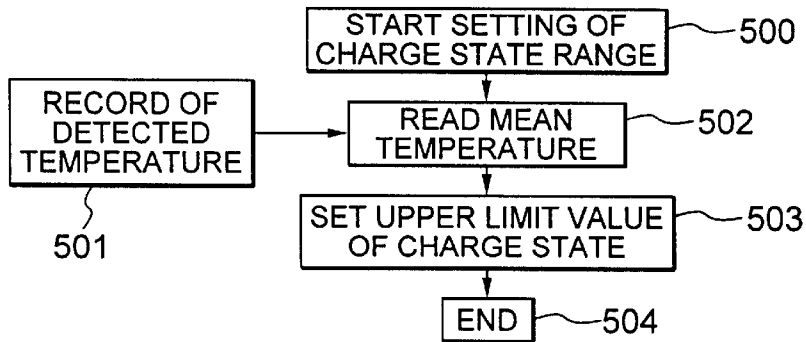 START SETTING OF
CHARGE STATE RANGE
500
RECORD OF
DETECTED
TEMPERATURE
501
READ MEAN
TEMPERATURE
502
SET UPPER LIMIT VALUE
OF CHARGE STATE
503
END
504